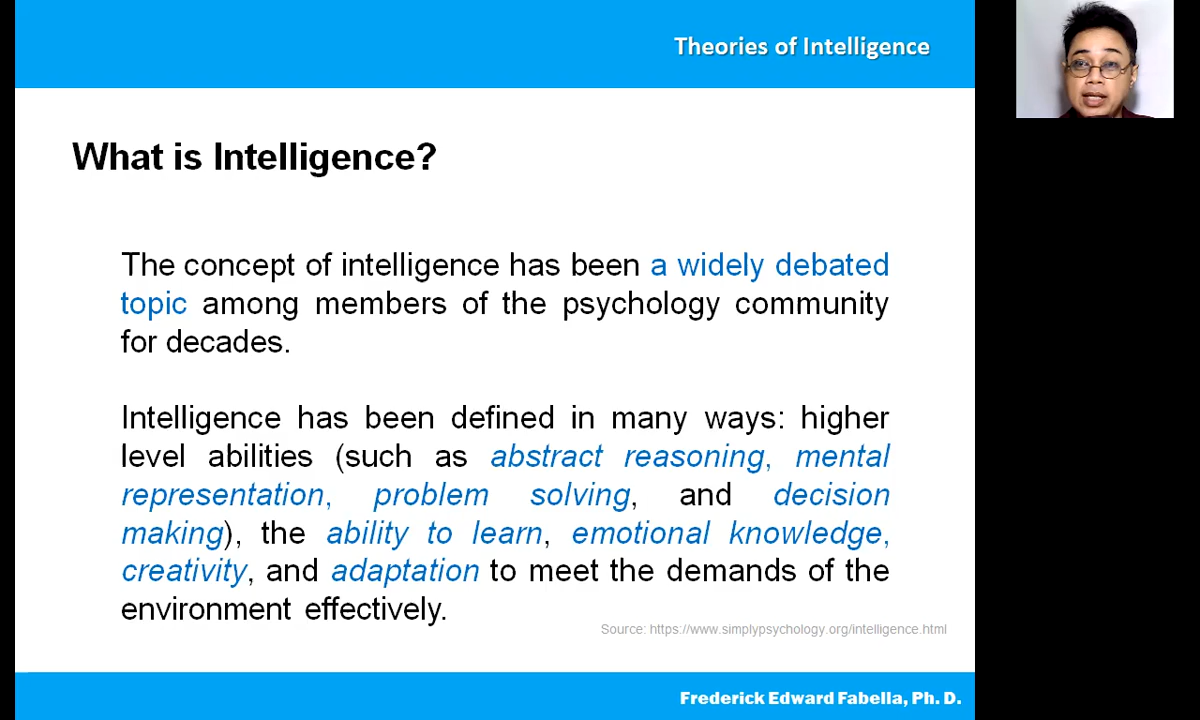 Theories of Intelligence
What is Intelligence?
The concept of intelligence has been a widely debated
topic among members of the psychology community
for decades.
Intelligence has been defined in many ways: higher
level abilities (such as abstract reasoning, mental
representation, problem solving, and decision
making), the ability to learn, emotional knowledge,
creativity, and adaptation to meet the demands of the
environment effectively.
Source: https://www.simplypsychology.org/intelligence.html
Frederick Edward Fabella, Ph. D.